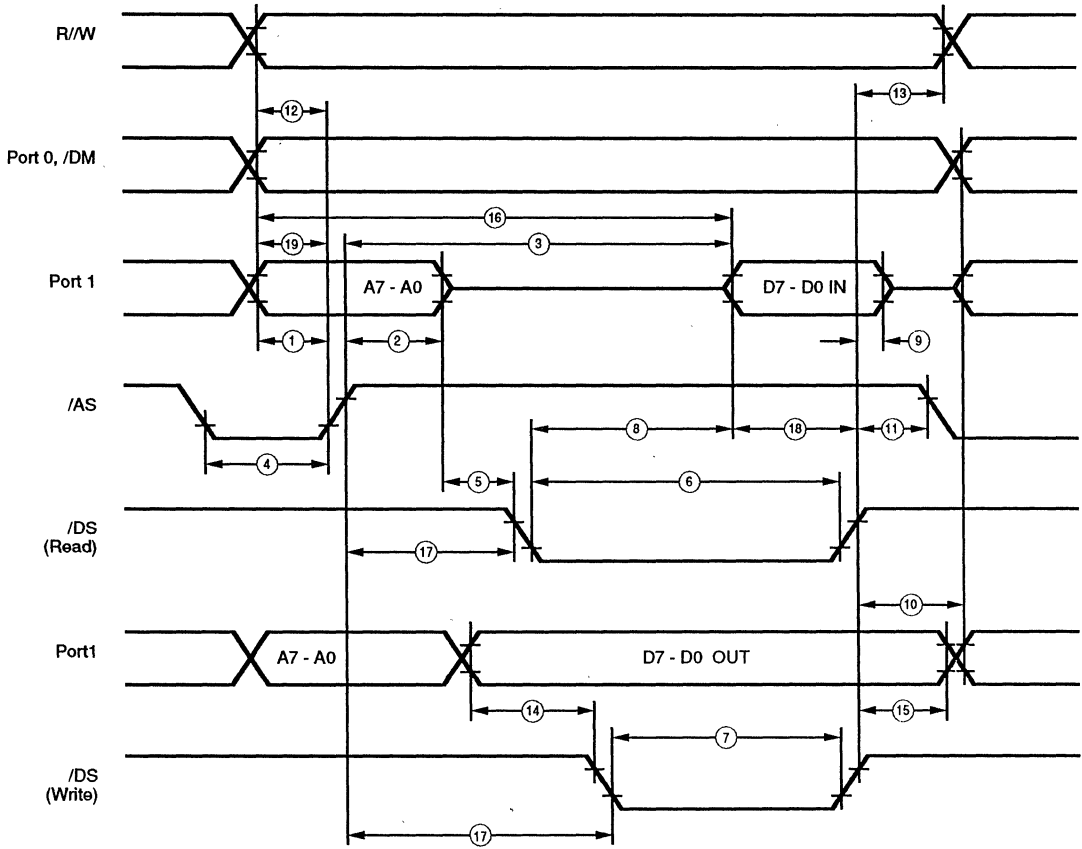 R//W
13
12
Port 0, /DM
16
19
3
Port 1
A7 - A0
D7 - D0 IN
1
2
9
/AS
8
18
11
4
5
6
/DS
(Read)
17
10
Port1
A7 - A0
D7 - D0 OUT
14
15
7
/DS
(Write)
17